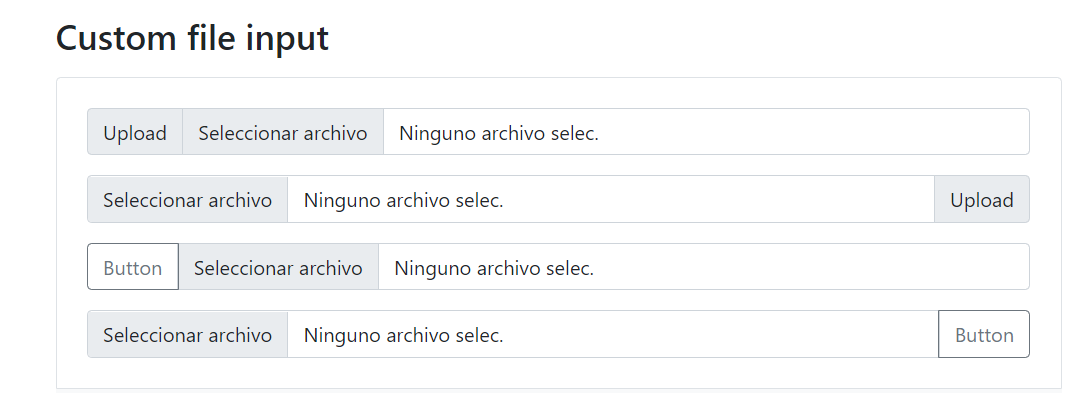 Custom file input
Upload Seleccionar archivo Ninguno archivo selec.
Seleccionar archivo Ninguno archivo selec. Upload
Button Seleccionar archivo Ninguno archivo selec.
Seleccionar archivo Ninguno archivo selec. Button